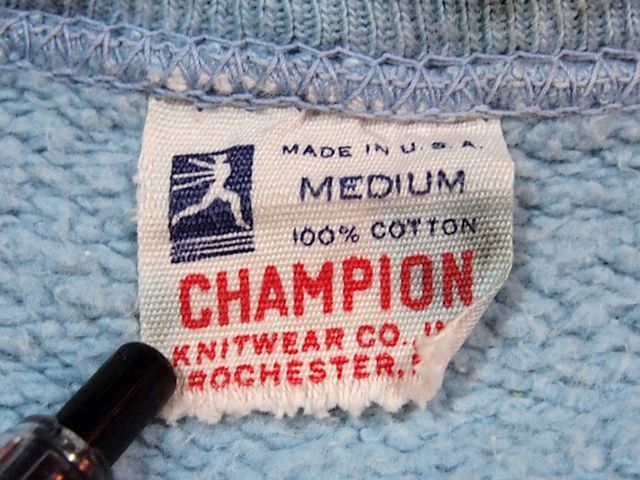 MADE IN U.S.A.
MEDIUM
100% COTTON
CHAMPION
KNITWEAR CO.,
ROCHESTER,